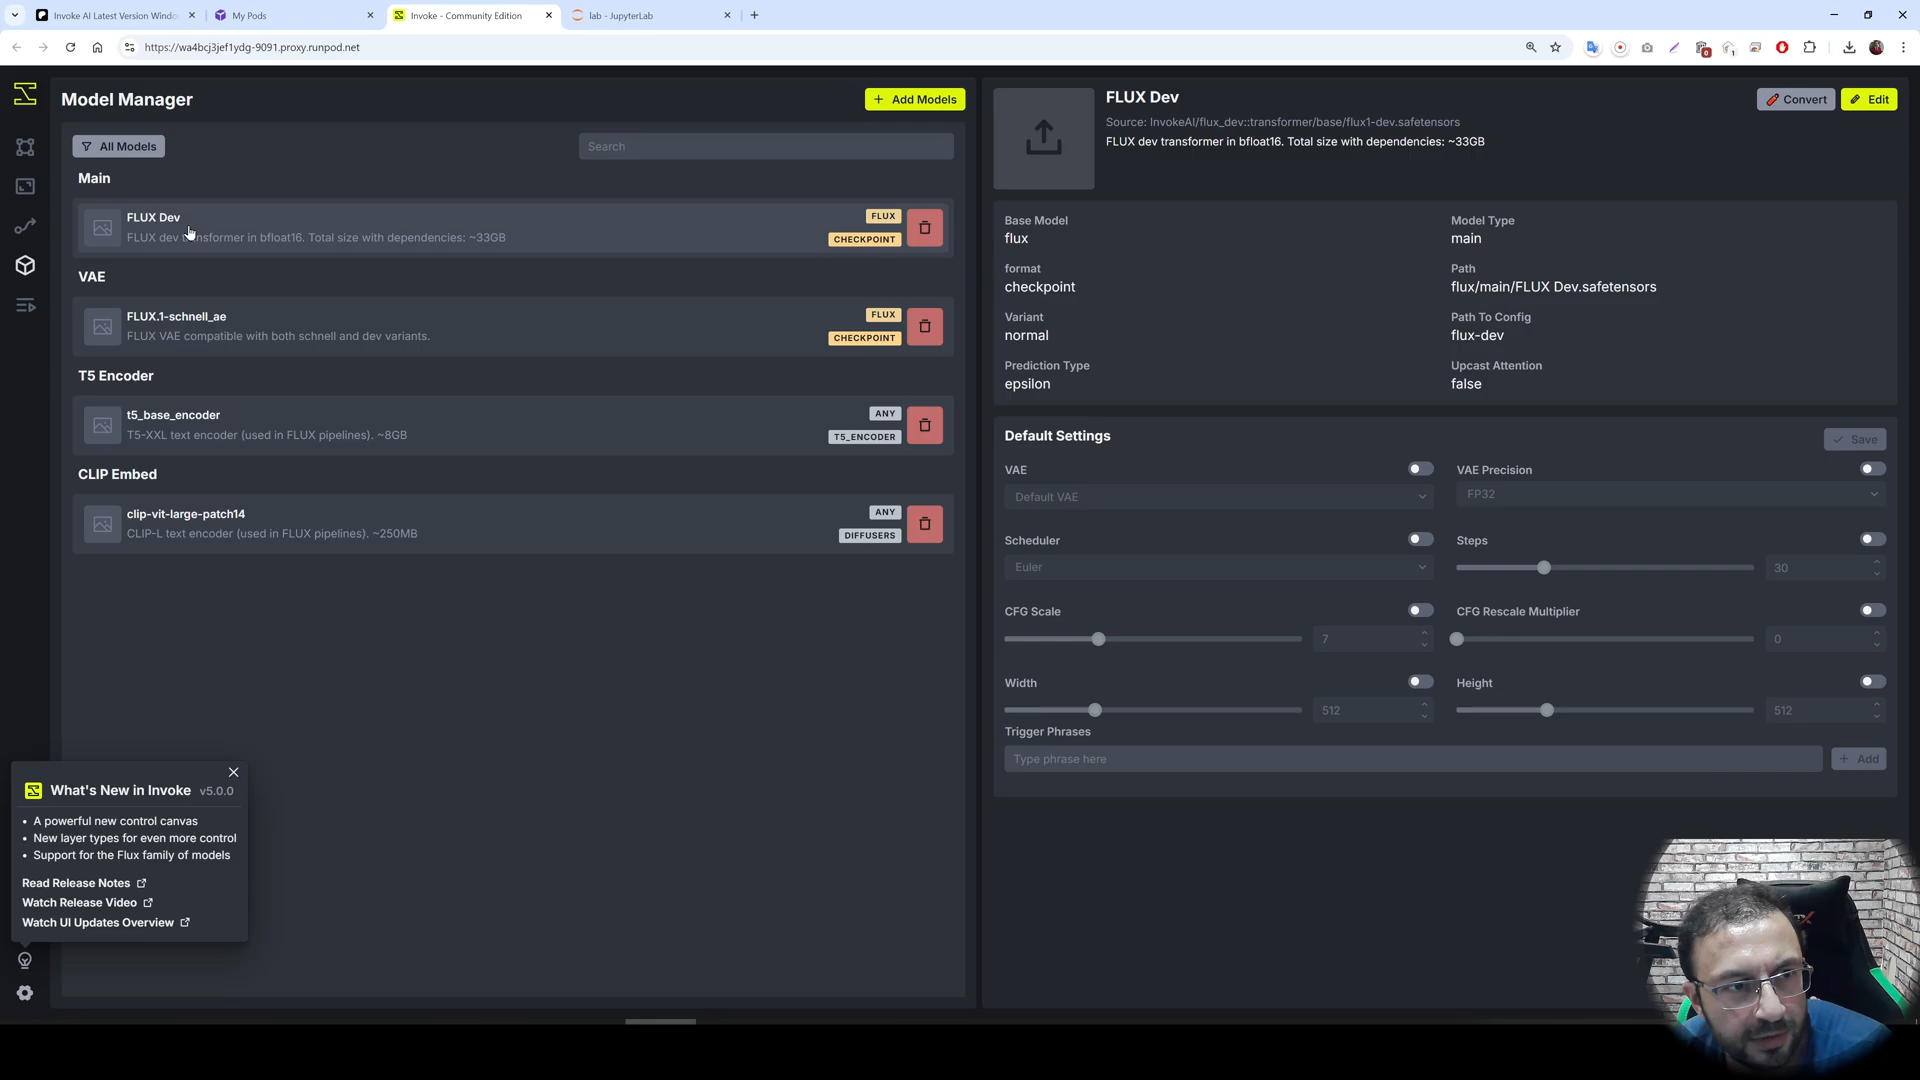 Invoke AI Latest Version Windo
My Pods
Invoke - Community Edition
lab - JupyterLab
https://wa4bcj3jef1ydg-9091.proxy.runpod.net
Model Manager
+ Add Models
All Models
Search
Main
FLUX Dev
FLUX dev transformer in bfloat16. Total size with dependencies: ~33GB
FLUX
CHECKPOINT
VAE
FLUX.1-schnell_ae
FLUX VAE compatible with both schnell and dev variants.
FLUX
CHECKPOINT
T5 Encoder
t5_base_encoder
T5-XXL text encoder (used in FLUX pipelines). ~8GB
ANY
T5_ENCODER
CLIP Embed
clip-vit-large-patch14
CLIP-L text encoder (used in FLUX pipelines). ~250MB
ANY
DIFFUSERS
What's New in Invoke v5.0.0
• A powerful new control canvas
• New layer types for even more control
• Support for the Flux family of models
Read Release Notes
Watch Release Video
Watch UI Updates Overview
FLUX Dev
Convert
Edit
Source: InvokeAI/flux_dev::transformer/base/flux1-dev.safetensors
FLUX dev transformer in bfloat16. Total size with dependencies: ~33GB
Base Model
flux
Model Type
main
format
checkpoint
Path
flux/main/FLUX Dev.safetensors
Variant
normal
Path To Config
flux-dev
Prediction Type
epsilon
Upcast Attention
false
Default Settings
Save
VAE
Default VAE
VAE Precision
FP32
Scheduler
Euler
Steps
30
CFG Scale
7
CFG Rescale Multiplier
0
Width
512
Height
512
Trigger Phrases
Type phrase here
+ Add